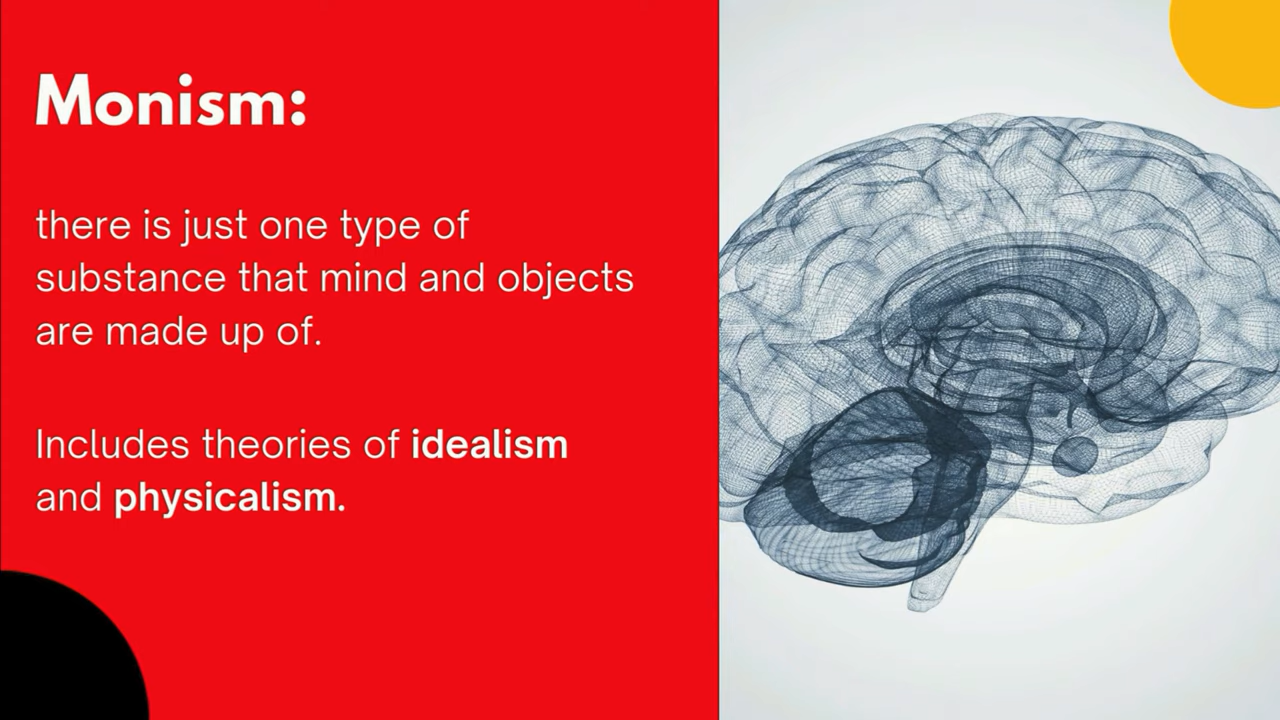 Monism:
there is just one type of
substance that mind and objects
are made up of.
Includes theories of idealism
and physicalism.